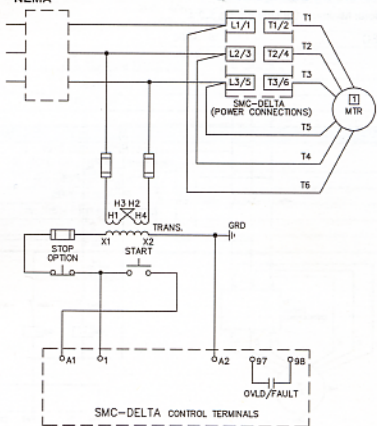 NEMA
L1/1 T1/2 T1
L2/3 T2/4 T2
L3/5 T3/6 T3
SMC-DELTA
(POWER CONNECTIONS)
1
MTR
T5
T4
T6
H3 H2
H1 H4
TRANS.
X1 X2
GRD
STOP
OPTION
START
A1 1 A2 97 98
OVLD/FAULT
SMC-DELTA CONTROL TERMINALS